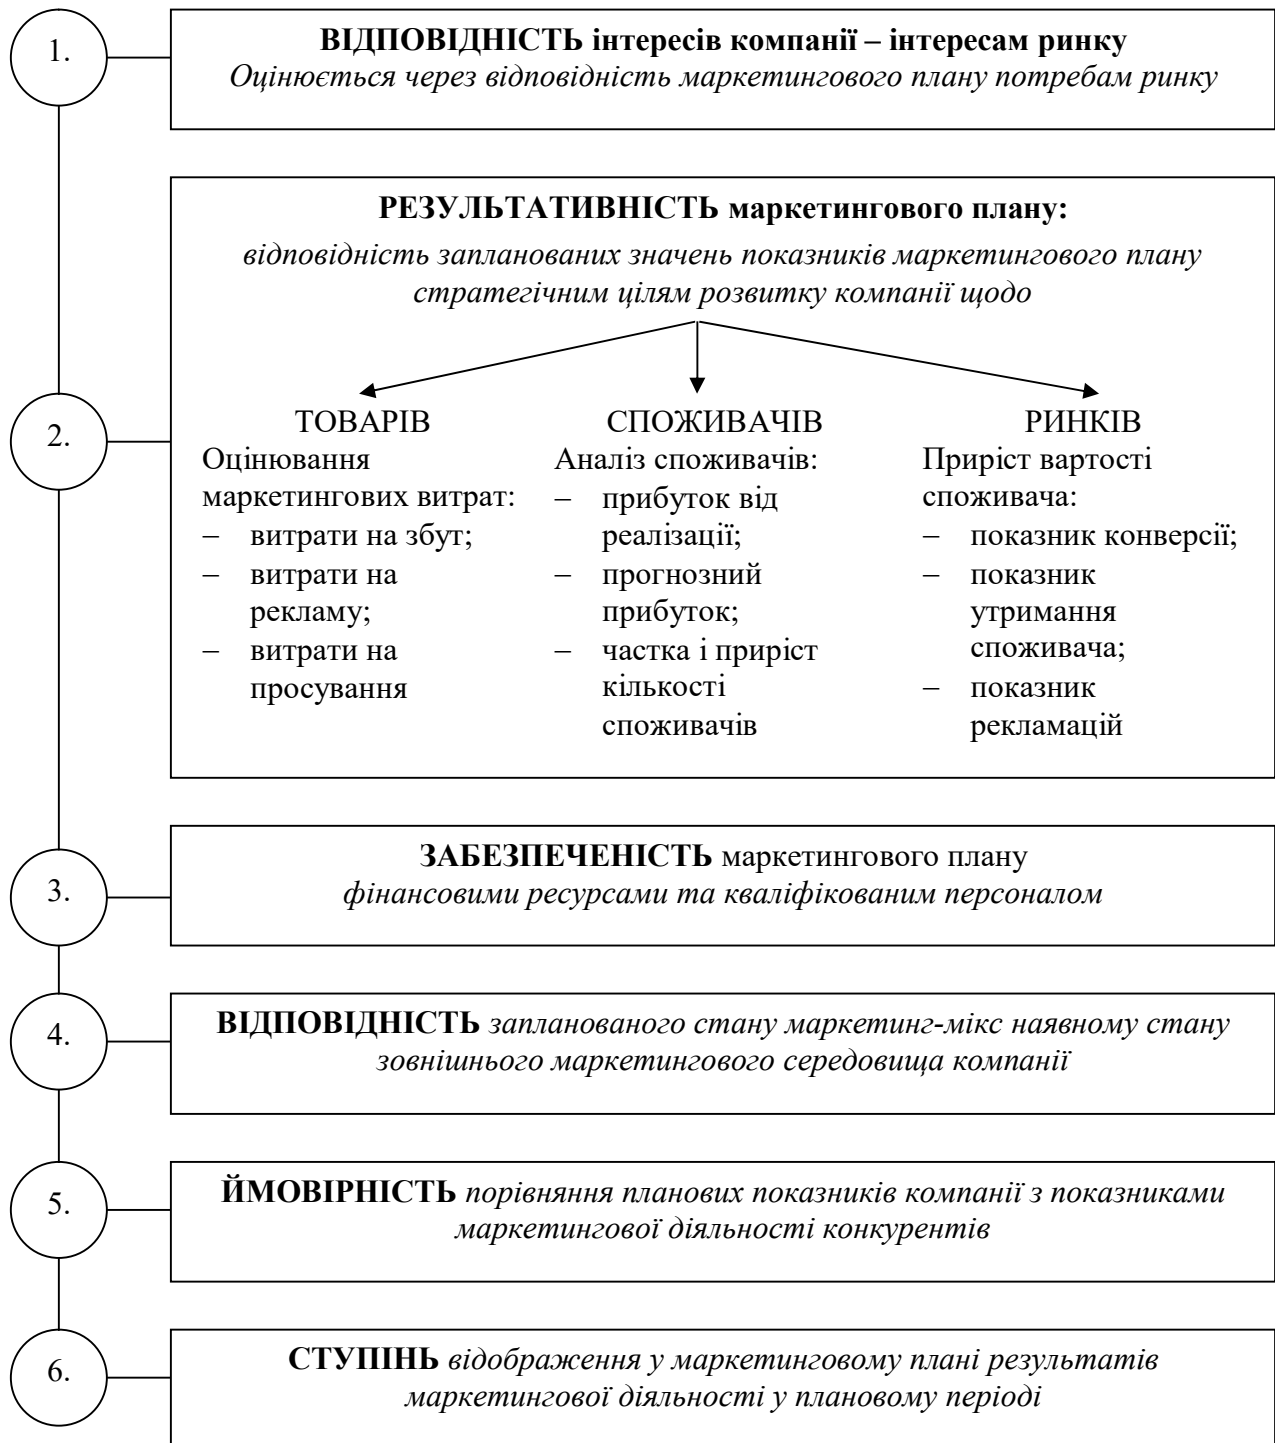 1.
ВІДПОВІДНІСТЬ інтересів компанії – інтересам ринку
Оцінюється через відповідність маркетингового плану потребам ринку
2.
РЕЗУЛЬТАТИВНІСТЬ маркетингового плану:
відповідність запланованих значень показників маркетингового плану
стратегічним цілям розвитку компанії щодо
ТОВАРІВ
Оцінювання
маркетингових витрат:
– витрати на збут;
– витрати на
рекламу;
– витрати на
просування
СПОЖИВАЧІВ
Аналіз споживачів:
– прибуток від
реалізації;
– прогнозний
прибуток;
– частка і приріст
кількості
споживачів
РИНКІВ
Приріст вартості
споживача:
– показник конверсії;
– показник
утримання
споживача;
– показник
рекламацій
3.
ЗАБЕЗПЕЧЕНІСТЬ маркетингового плану
фінансовими ресурсами та кваліфікованим персоналом
4.
ВІДПОВІДНІСТЬ запланованого стану маркетинг-мікс наявному стану
зовнішнього маркетингового середовища компанії
5.
ЙМОВІРНІСТЬ порівняння планових показників компанії з показниками
маркетингової діяльності конкурентів
6.
СТУПІНЬ відображення у маркетинговому плані результатів
маркетингової діяльності у плановому періоді